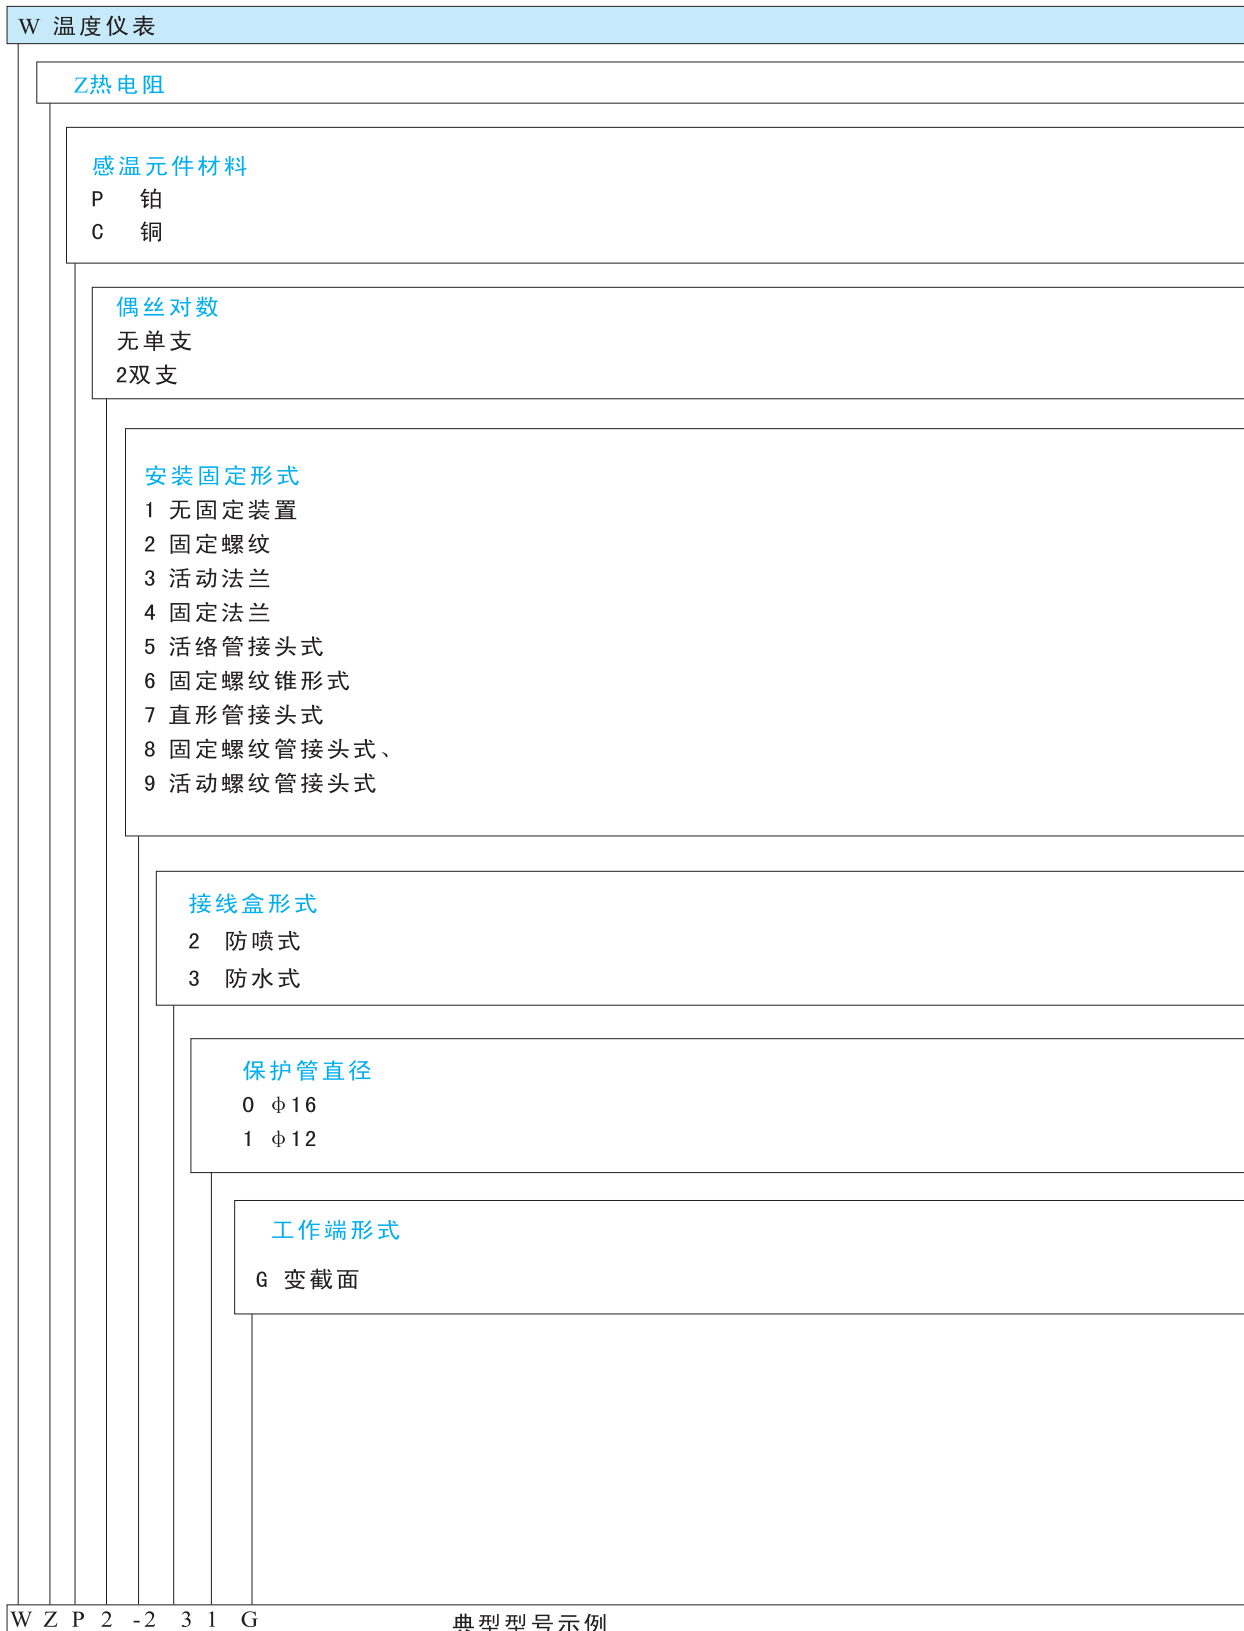 W 温度仪表
Z热电阻
感温元件材料
P 铂
C 铜
偶丝对数
无单支
2双支
安装固定形式
1 无固定装置
2 固定螺纹
3 活动法兰
4 固定法兰
5 活络管接头式
6 固定螺纹锥形式
7 直形管接头式
8 固定螺纹管接头式、
9 活动螺纹管接头式
接线盒形式
2 防喷式
3 防水式
保护管直径
0 φ16
1 φ12
工作端形式
G 变截面
W Z P 2 -2 3 1 G 典型型号示例